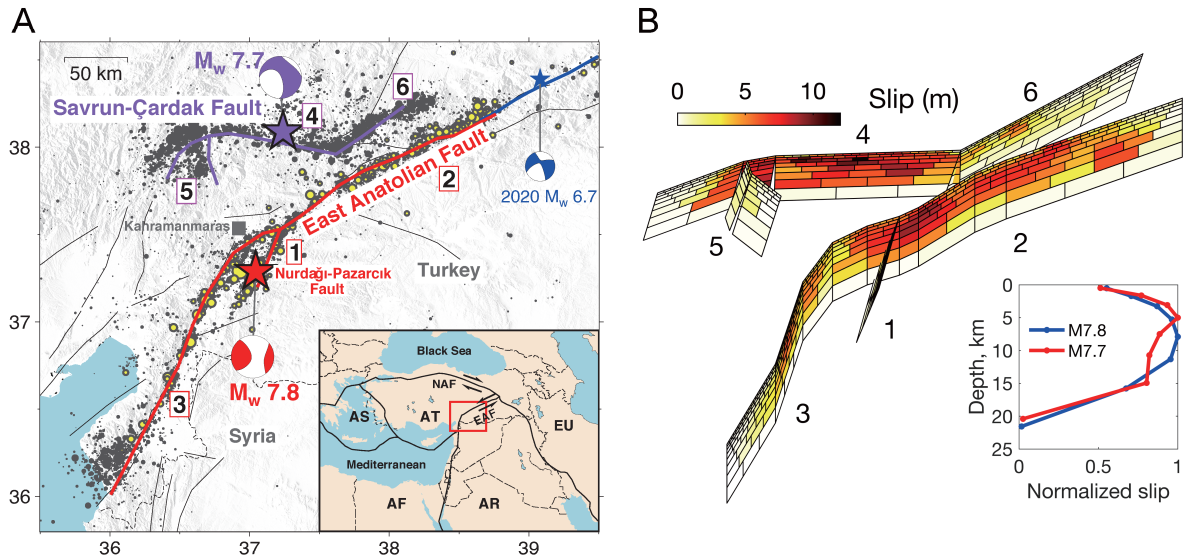 A
50 km
Mw 7.7
Savrun-Çardak Fault
4
6
5
2
East Anatolian Fault
2020 Mw 6.7
Kahramanmaraş
1
Nurdağı-Pazarcık
Fault
Turkey
Mw 7.8
3
Syria
38
37
36
36
37
38
39
Black Sea
NAF
AS
AT
EAF
EU
Mediterranean
AF
AR
B
0
5
10
Slip (m)
4
6
5
2
1
3
0
5
10
15
20
25
Depth, km
M7.8
M7.7
0
0.5
1
Normalized slip